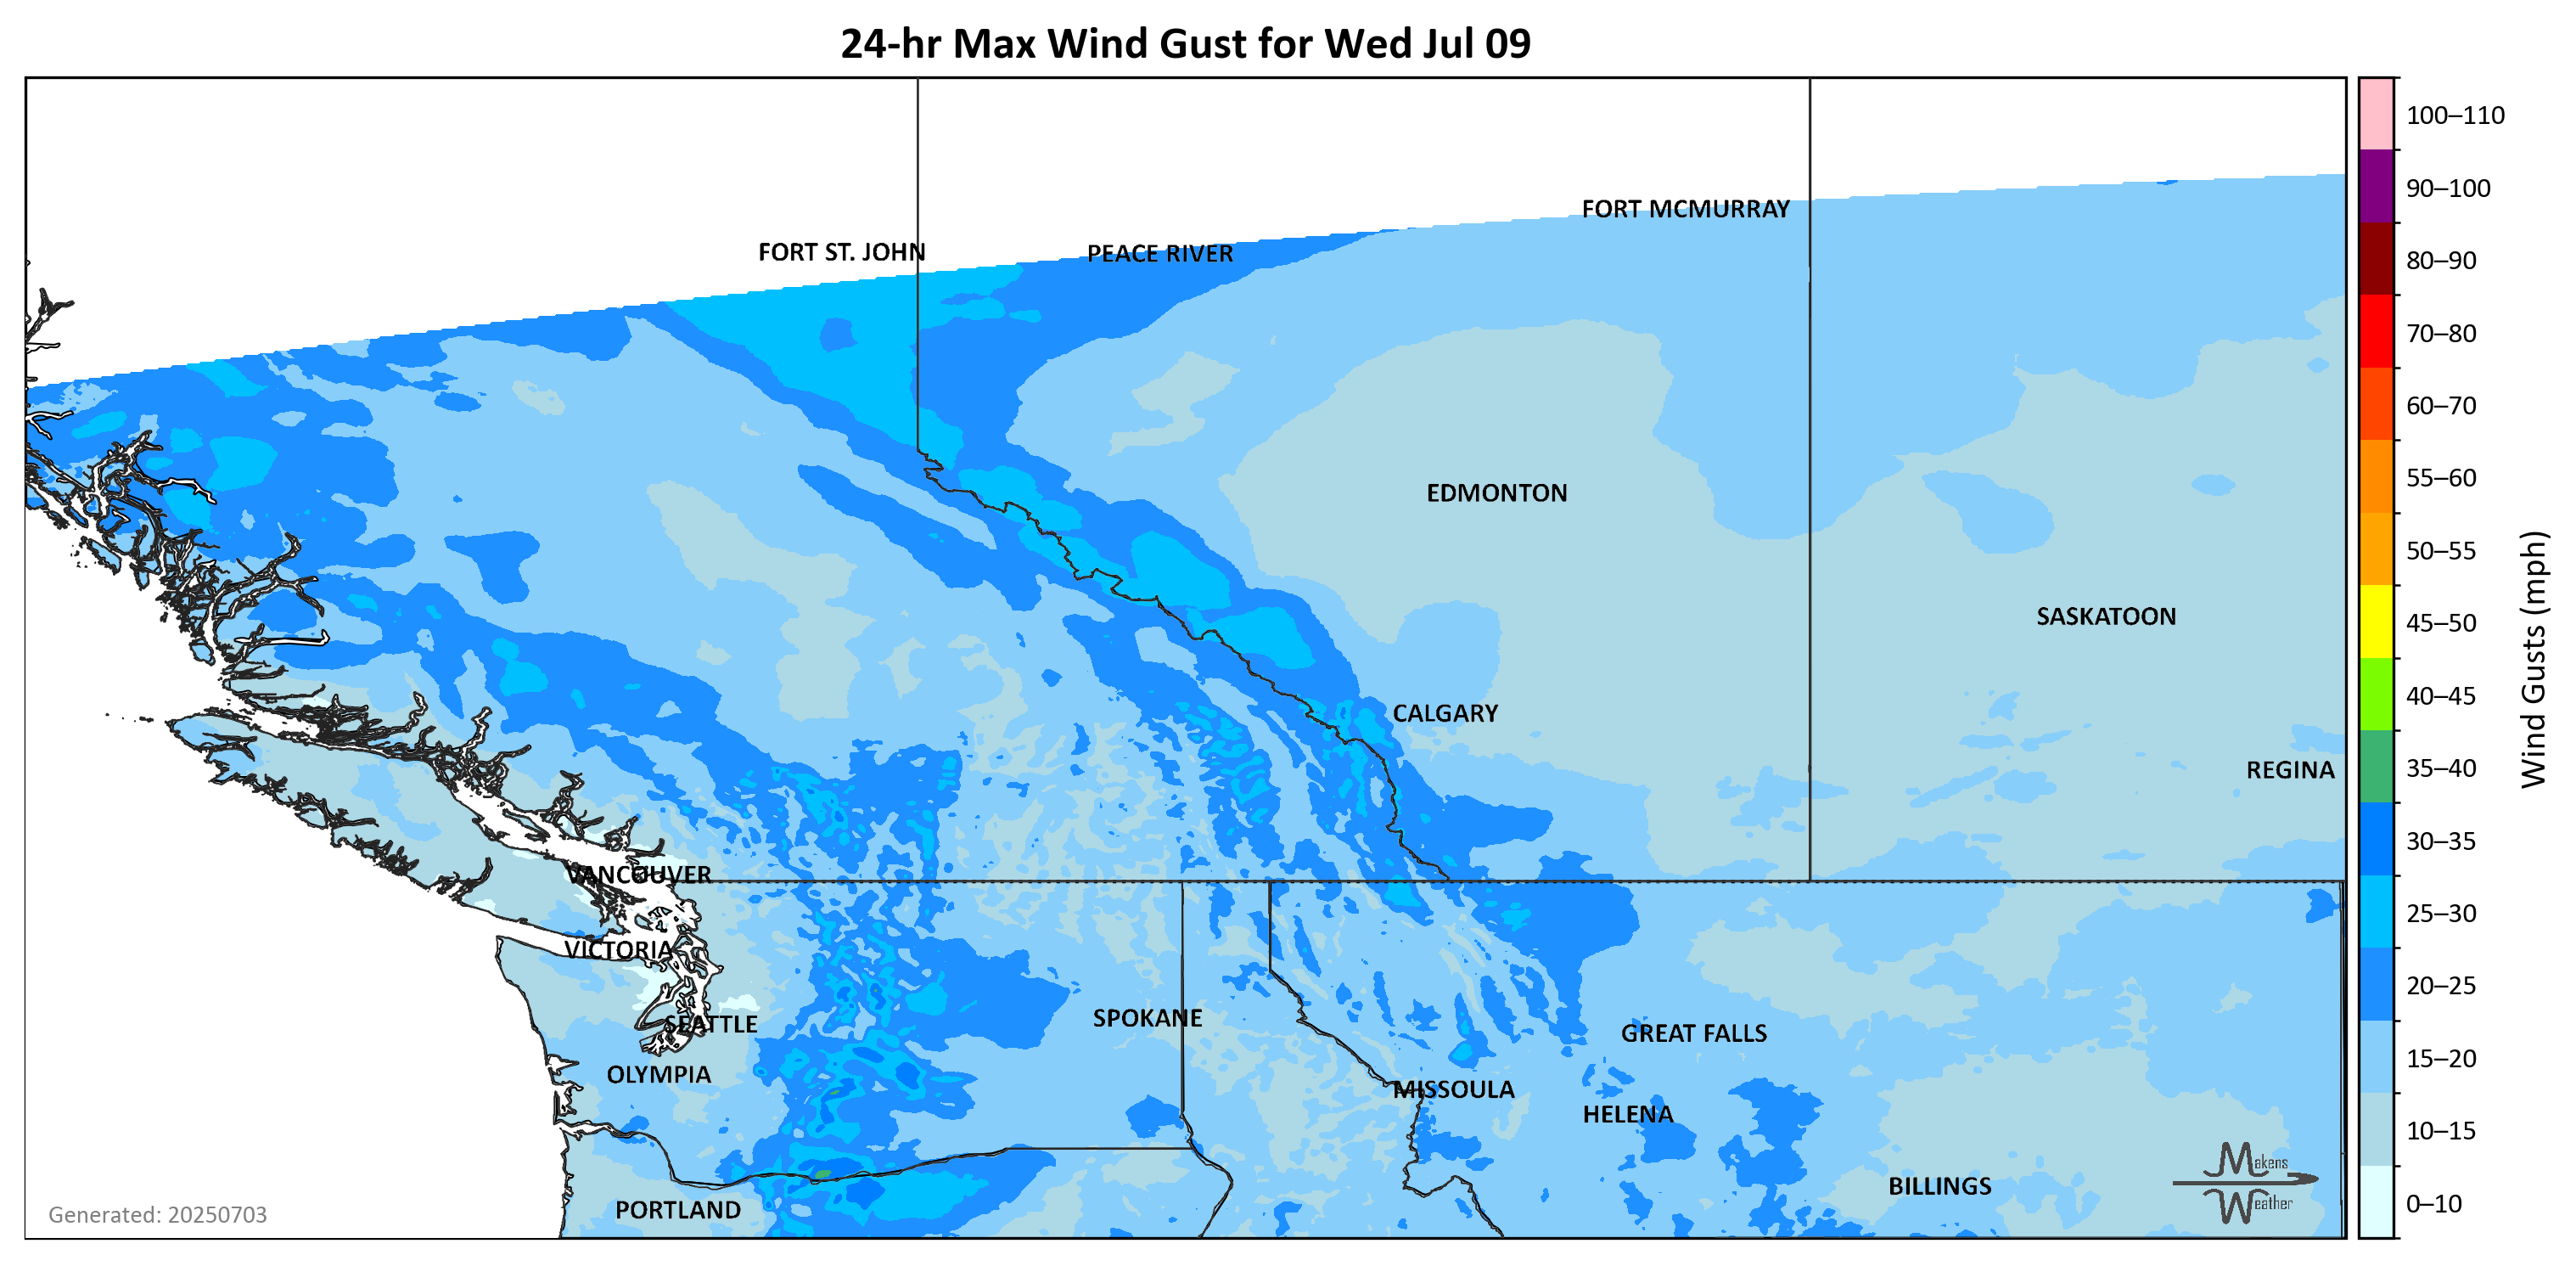 24-hr Max Wind Gust for Wed Jul 09
100–110
90–100
80–90
70–80
60–70
55–60
50–55
45–50
40–45
35–40
30–35
25–30
20–25
15–20
10–15
0–10
Wind Gusts (mph)
FORT MCMURRAY
FORT ST. JOHN
PEACE RIVER
EDMONTON
SASKATOON
CALGARY
REGINA
VANCOUVER
VICTORIA
SPOKANE
SEATTLE
GREAT FALLS
OLYMPIA
MISSOULA
HELENA
BILLINGS
PORTLAND
Makens
Weather
Generated: 20250703